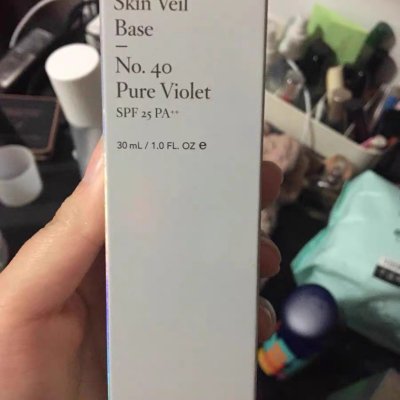 Skin Veil
Base
—
No. 40
Pure Violet
SPF 25 PA++
30 mL / 1.0 FL. OZ e